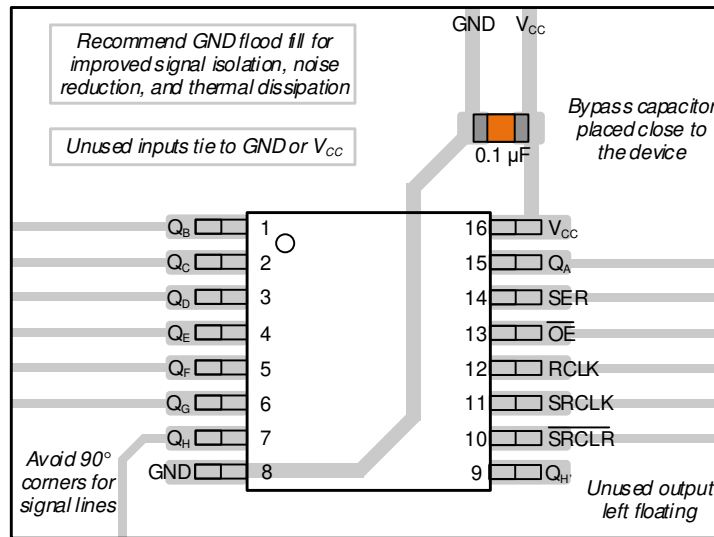 GND V_CC
Recommend GND flood fill for
improved signal isolation, noise
reduction, and thermal dissipation
Unused inputs tie to GND or V_CC
Bypass capacitor
placed close to
the device
0.1 µF
Q_B 1
Q_C 2
Q_D 3
Q_E 4
Q_F 5
Q_G 6
Q_H 7
GND 8
16 V_CC
15 Q_A
14 SER
13 O̅E̅
12 RCLK
11 SRCLK
10 S̅R̅C̅L̅R̅
9 Q_H'
Avoid 90°
corners for
signal lines
Unused output
left floating